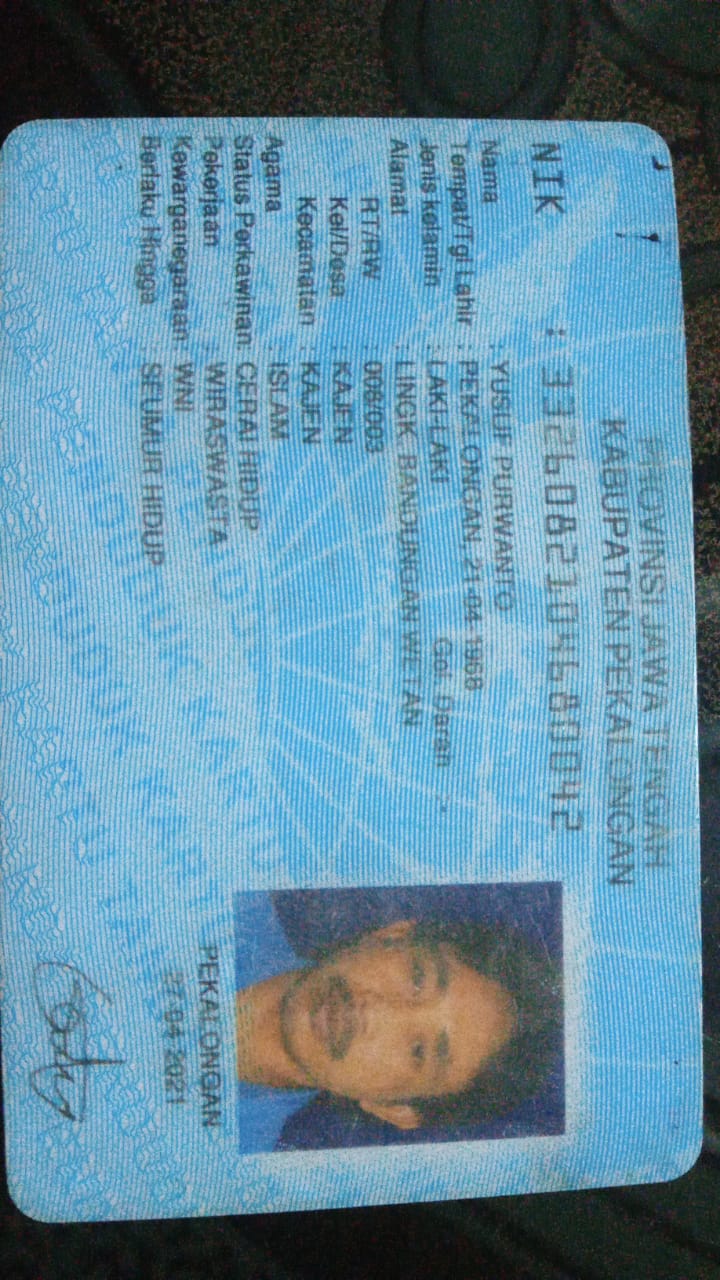 PROVINSI JAWA TENGAH
KABUPATEN PEKALONGAN
NIK : 3326082104680042
Nama : YUSUF PURWANTO
Tempat/Tgl Lahir : PEKALONGAN, 21-04-1968
Jenis kelamin : LAKI-LAKI Gol. Darah : -
Alamat : LINGK. BANDUNGAN WETAN
RT/RW : 006/003
Kel/Desa : KAJEN
Kecamatan : KAJEN
Agama : ISLAM
Status Perkawinan: CERAI HIDUP
Pekerjaan : WIRASWASTA
Kewarganegaraan : WNI
Berlaku Hingga : SEUMUR HIDUP
PEKALONGAN
27-04-2021